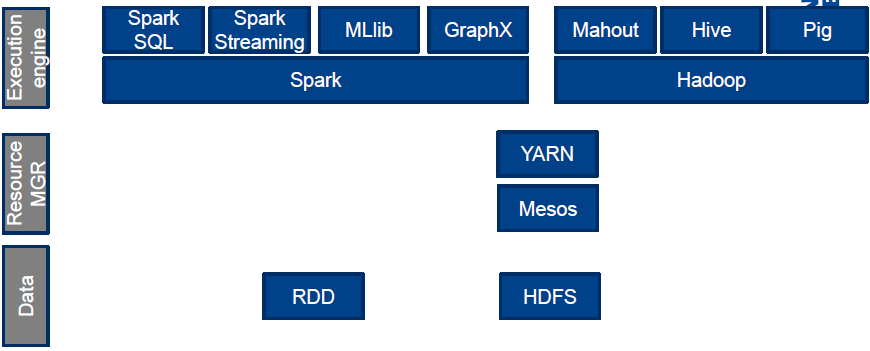 Execution
engine
Spark
SQL
Spark
Streaming
MLlib
GraphX
Mahout
Hive
Pig
Spark
Hadoop
Resource
MGR
YARN
Mesos
Data
RDD
HDFS